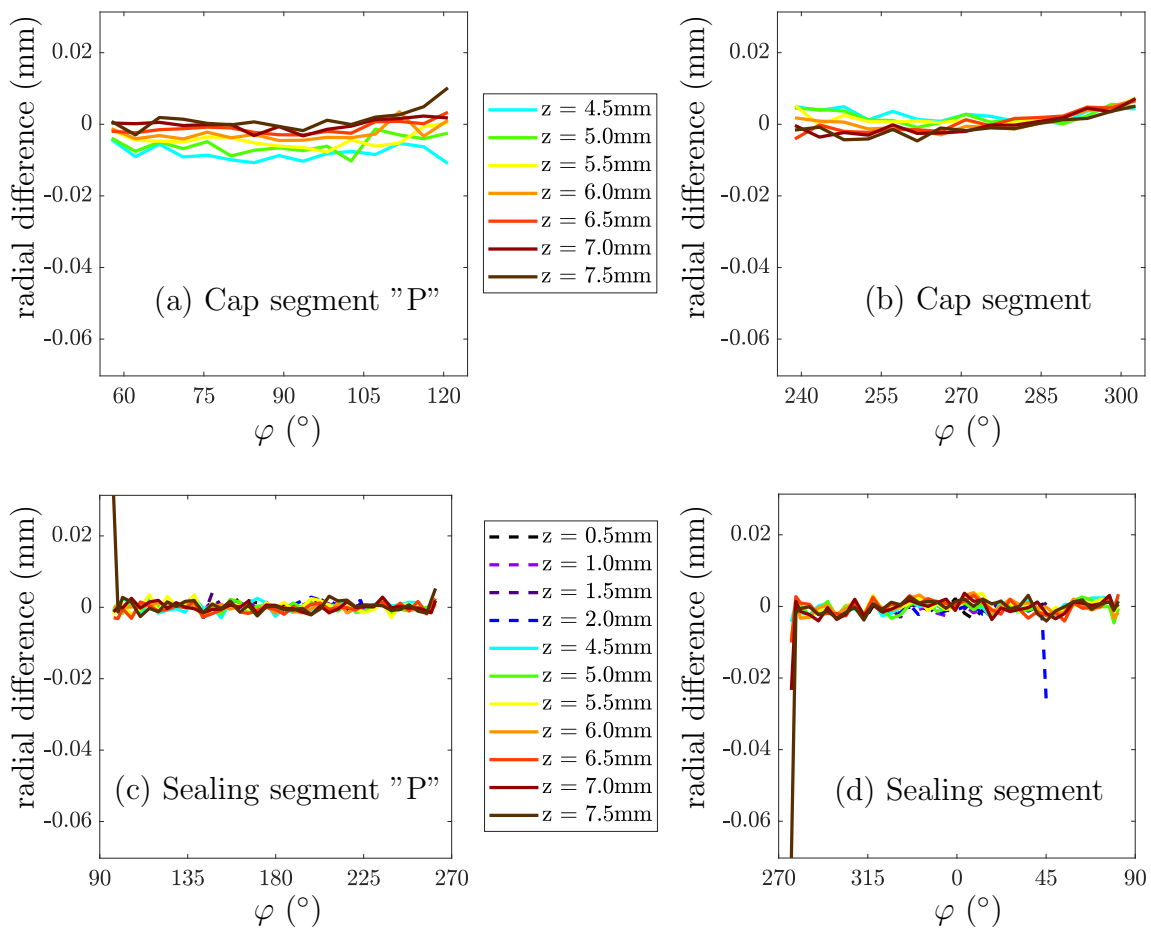 radial difference (mm)
0.02
0
-0.02
-0.04
-0.06
(a) Cap segment ”P”
60 75 90 105 120
φ (°)
z = 4.5mm
z = 5.0mm
z = 5.5mm
z = 6.0mm
z = 6.5mm
z = 7.0mm
z = 7.5mm
radial difference (mm)
0.02
0
-0.02
-0.04
-0.06
(b) Cap segment
240 255 270 285 300
φ (°)
radial difference (mm)
0.02
0
-0.02
-0.04
-0.06
(c) Sealing segment ”P”
90 135 180 225 270
φ (°)
z = 0.5mm
z = 1.0mm
z = 1.5mm
z = 2.0mm
z = 4.5mm
z = 5.0mm
z = 5.5mm
z = 6.0mm
z = 6.5mm
z = 7.0mm
z = 7.5mm
radial difference (mm)
0.02
0
-0.02
-0.04
-0.06
(d) Sealing segment
270 315 0 45 90
φ (°)